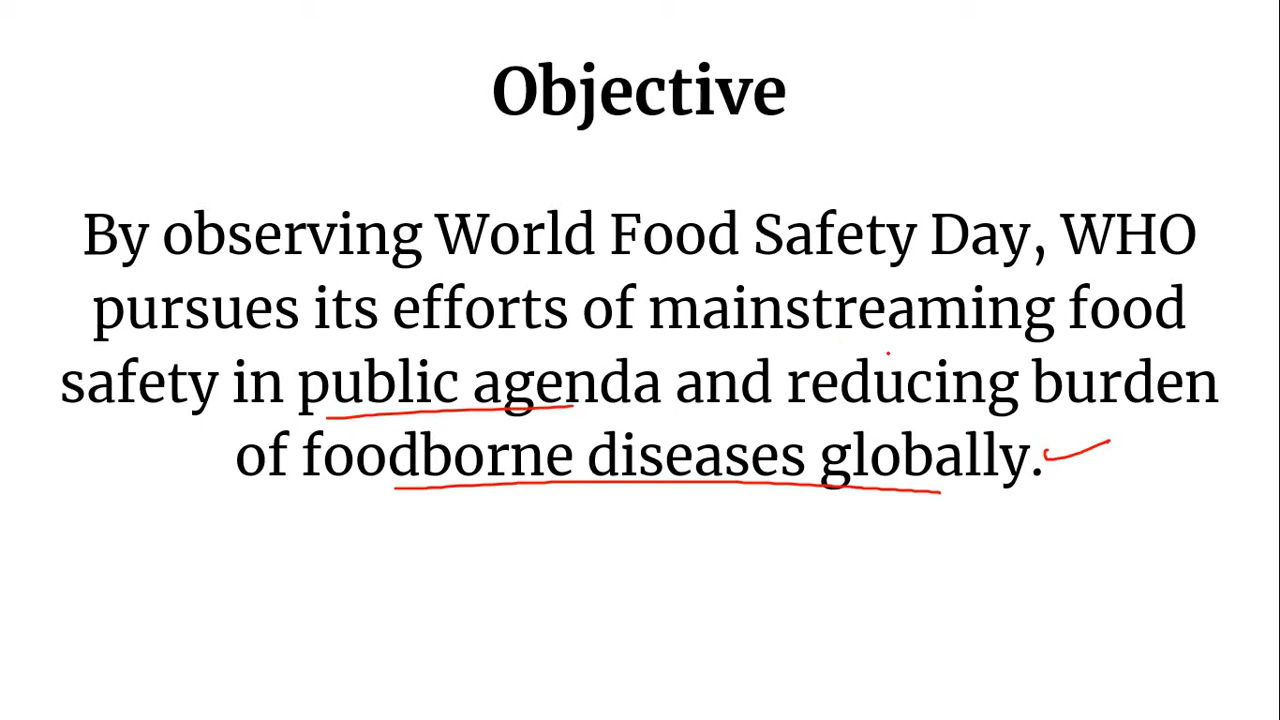 Objective
By observing World Food Safety Day, WHO
pursues its efforts of mainstreaming food
safety in public agenda and reducing burden
of foodborne diseases globally.